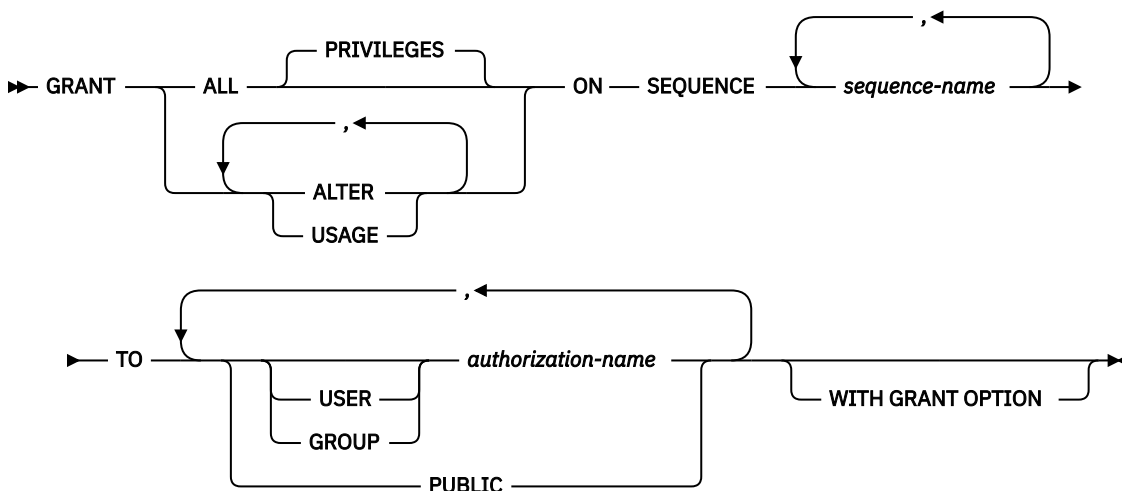 ,
PRIVILEGES
GRANT ALL ON SEQUENCE sequence-name
,
ALTER
USAGE
,
TO authorization-name
USER WITH GRANT OPTION
GROUP
PUBLIC